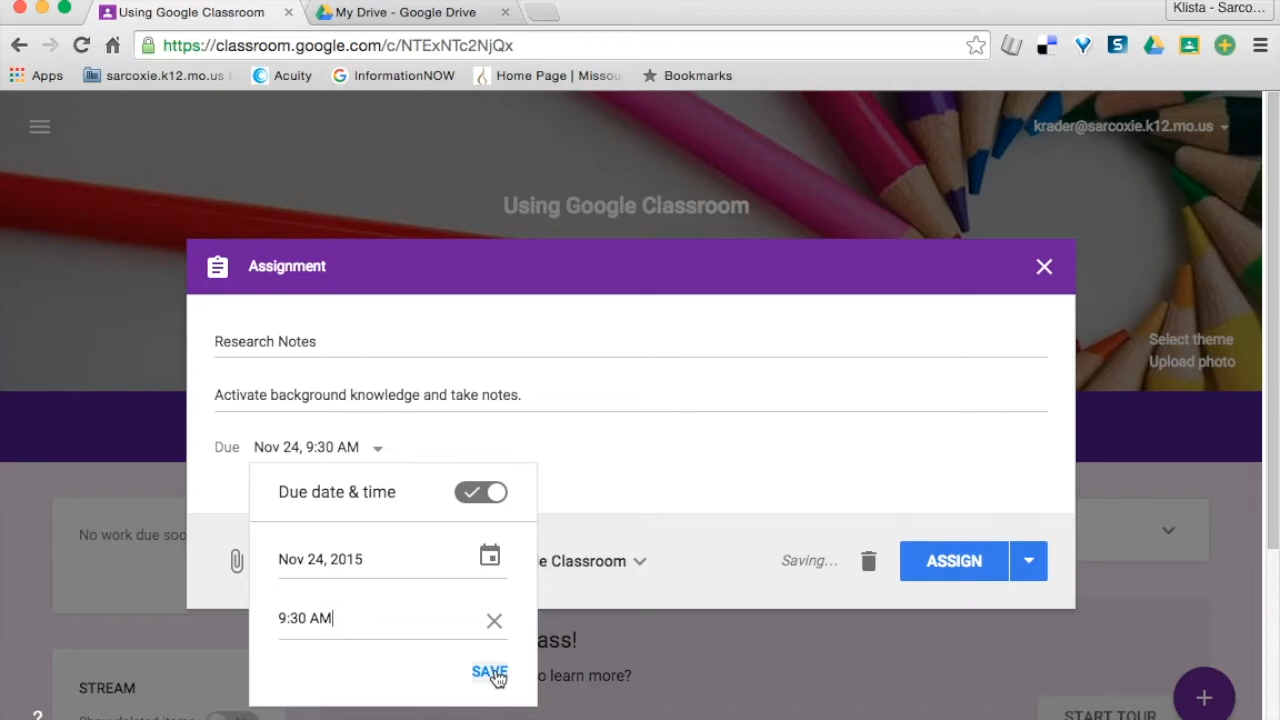 Using Google Classroom
My Drive - Google Drive
Klista - Sarco...
https://classroom.google.com/c/NTExNTc2NjQx
Apps
sarcoxie.k12.mo.us
Acuity
InformationNOW
Home Page | Missou
Bookmarks
krader@sarcoxie.k12.mo.us
Using Google Classroom
Assignment
Select theme
Upload photo
Research Notes
Activate background knowledge and take notes.
Due Nov 24, 9:30 AM
Due date & time
No work due soo
Nov 24, 2015
e Classroom
Saving...
ASSIGN
9:30 AM
ass!
SAVE
o learn more?
STREAM
START TOUR
Show deleted items
?